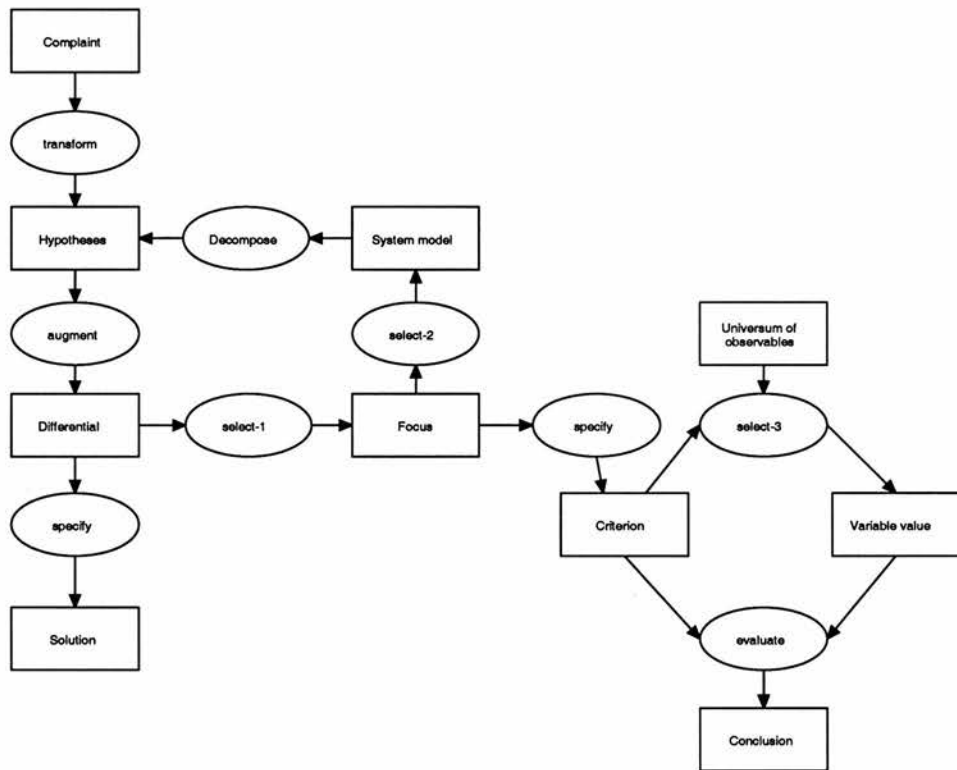 Complaint
transform
Hypotheses
Decompose
System model
augment
select-2
Universum of
observables
Differential
select-1
Focus
specify
select-3
specify
Criterion
Variable value
Solution
evaluate
Conclusion